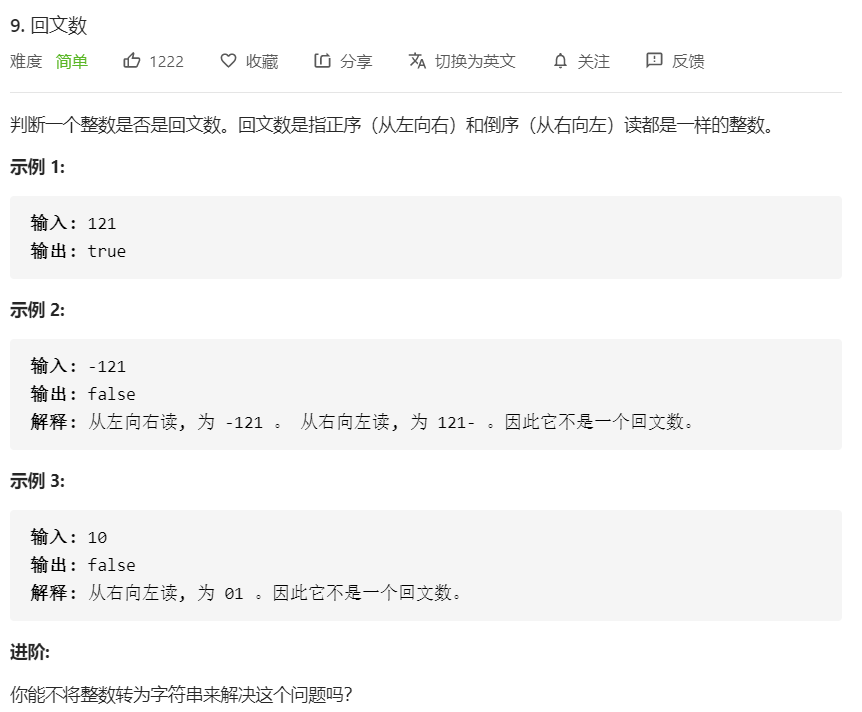 9. 回文数
难度 简单 1222 收藏 分享 切换为英文 关注 反馈
判断一个整数是否是回文数。回文数是指正序（从左向右）和倒序（从右向左）读都是一样的整数。
示例 1:
输入: 121
输出: true
示例 2:
输入: -121
输出: false
解释: 从左向右读, 为 -121 。 从右向左读, 为 121- 。因此它不是一个回文数。
示例 3:
输入: 10
输出: false
解释: 从右向左读, 为 01 。因此它不是一个回文数。
进阶:
你能不将整数转为字符串来解决这个问题吗？